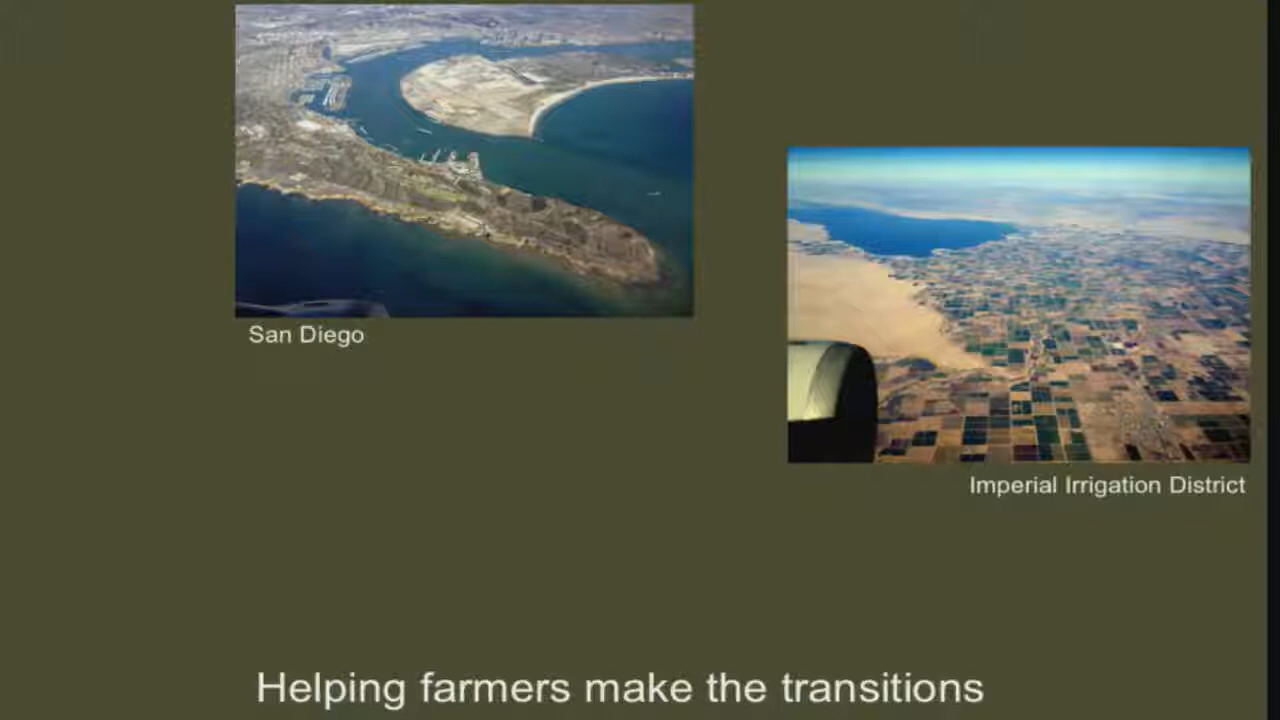 San Diego
Imperial Irrigation District
Helping farmers make the transitions